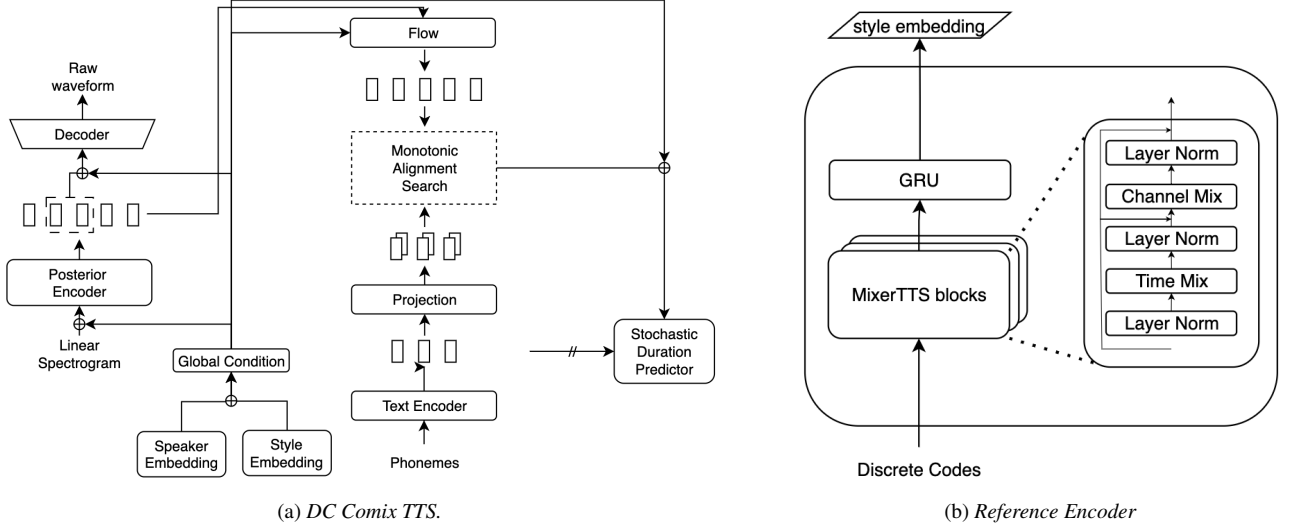 Flow
Raw
waveform
Decoder
Monotonic
Alignment
Search
Posterior
Encoder
Projection
Linear
Spectrogram
Global Condition
Stochastic
Duration
Predictor
//
Text Encoder
Speaker
Embedding
Style
Embedding
Phonemes
(a) DC Comix TTS.
style embedding
GRU
MixerTTS blocks
Layer Norm
Channel Mix
Layer Norm
Time Mix
Layer Norm
Discrete Codes
(b) Reference Encoder